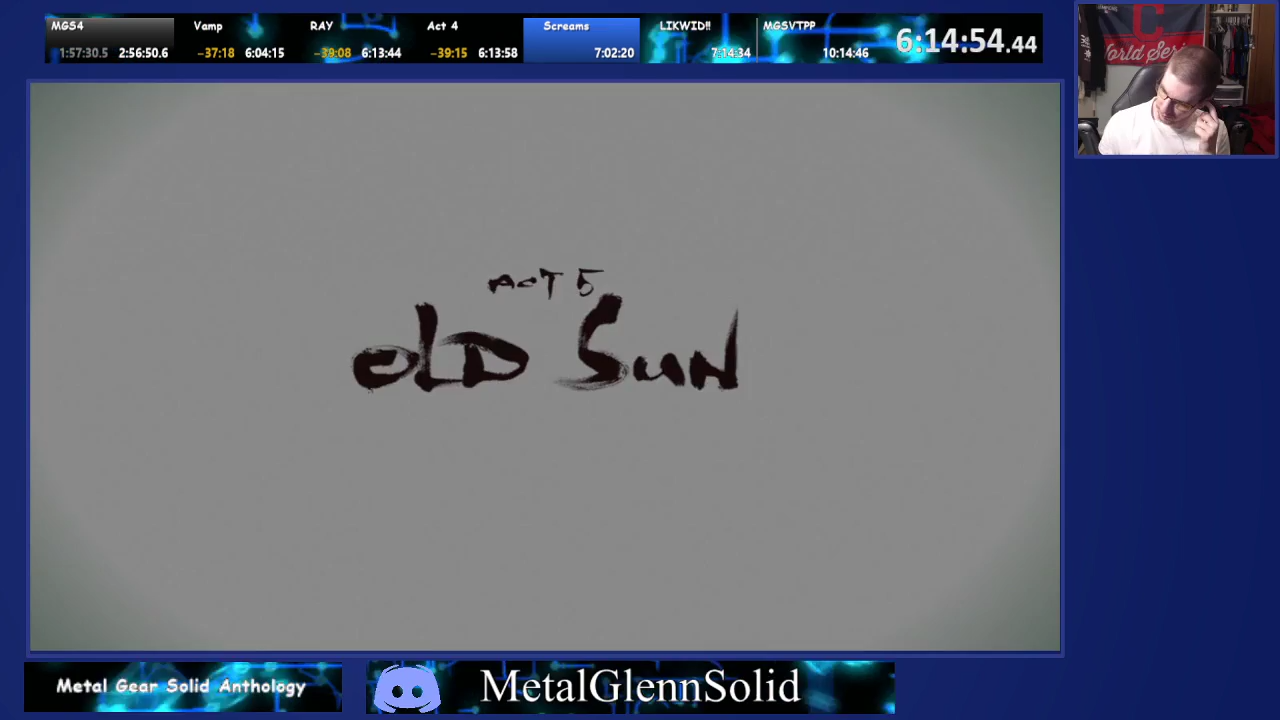 MGS4 Vamp RAY Act 4 Screams LIKWID!! MGSVTPP
1:57:30.5 2:56:50.6 -37:18 6:04:15 -39:08 6:13:44 -39:15 6:13:58 7:02:20 7:14:34 10:14:46
6:14:54.44
World Seri
ACT 5
OLD SUN
Metal Gear Solid Anthology
MetalGlennSolid